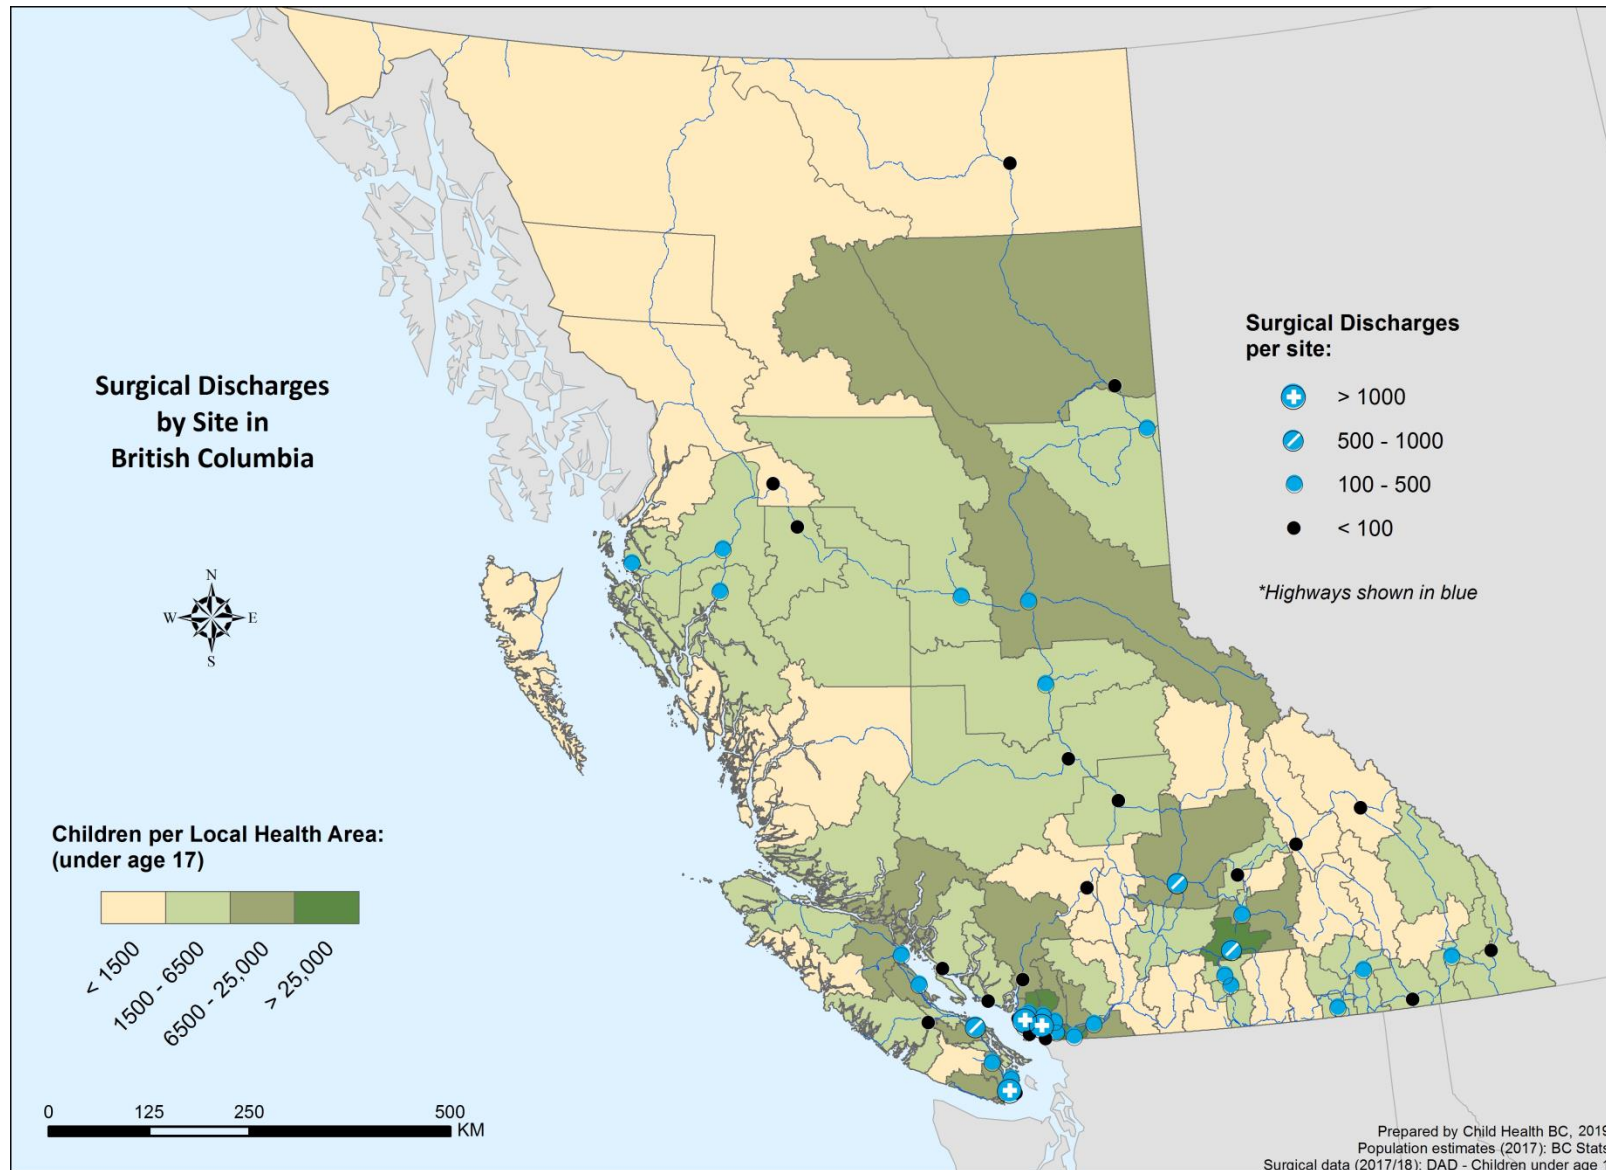 Surgical Discharges
by Site in
British Columbia
N
W E
S
Surgical Discharges
per site:
> 1000
500 - 1000
100 - 500
< 100
*Highways shown in blue
Children per Local Health Area:
(under age 17)
< 1500
1500 - 6500
6500 - 25,000
> 25,000
0 125 250 500
KM
Prepared by Child Health BC, 2019
Population estimates (2017): BC Stats
Surgical data (2017/18): DAD - Children under age 1